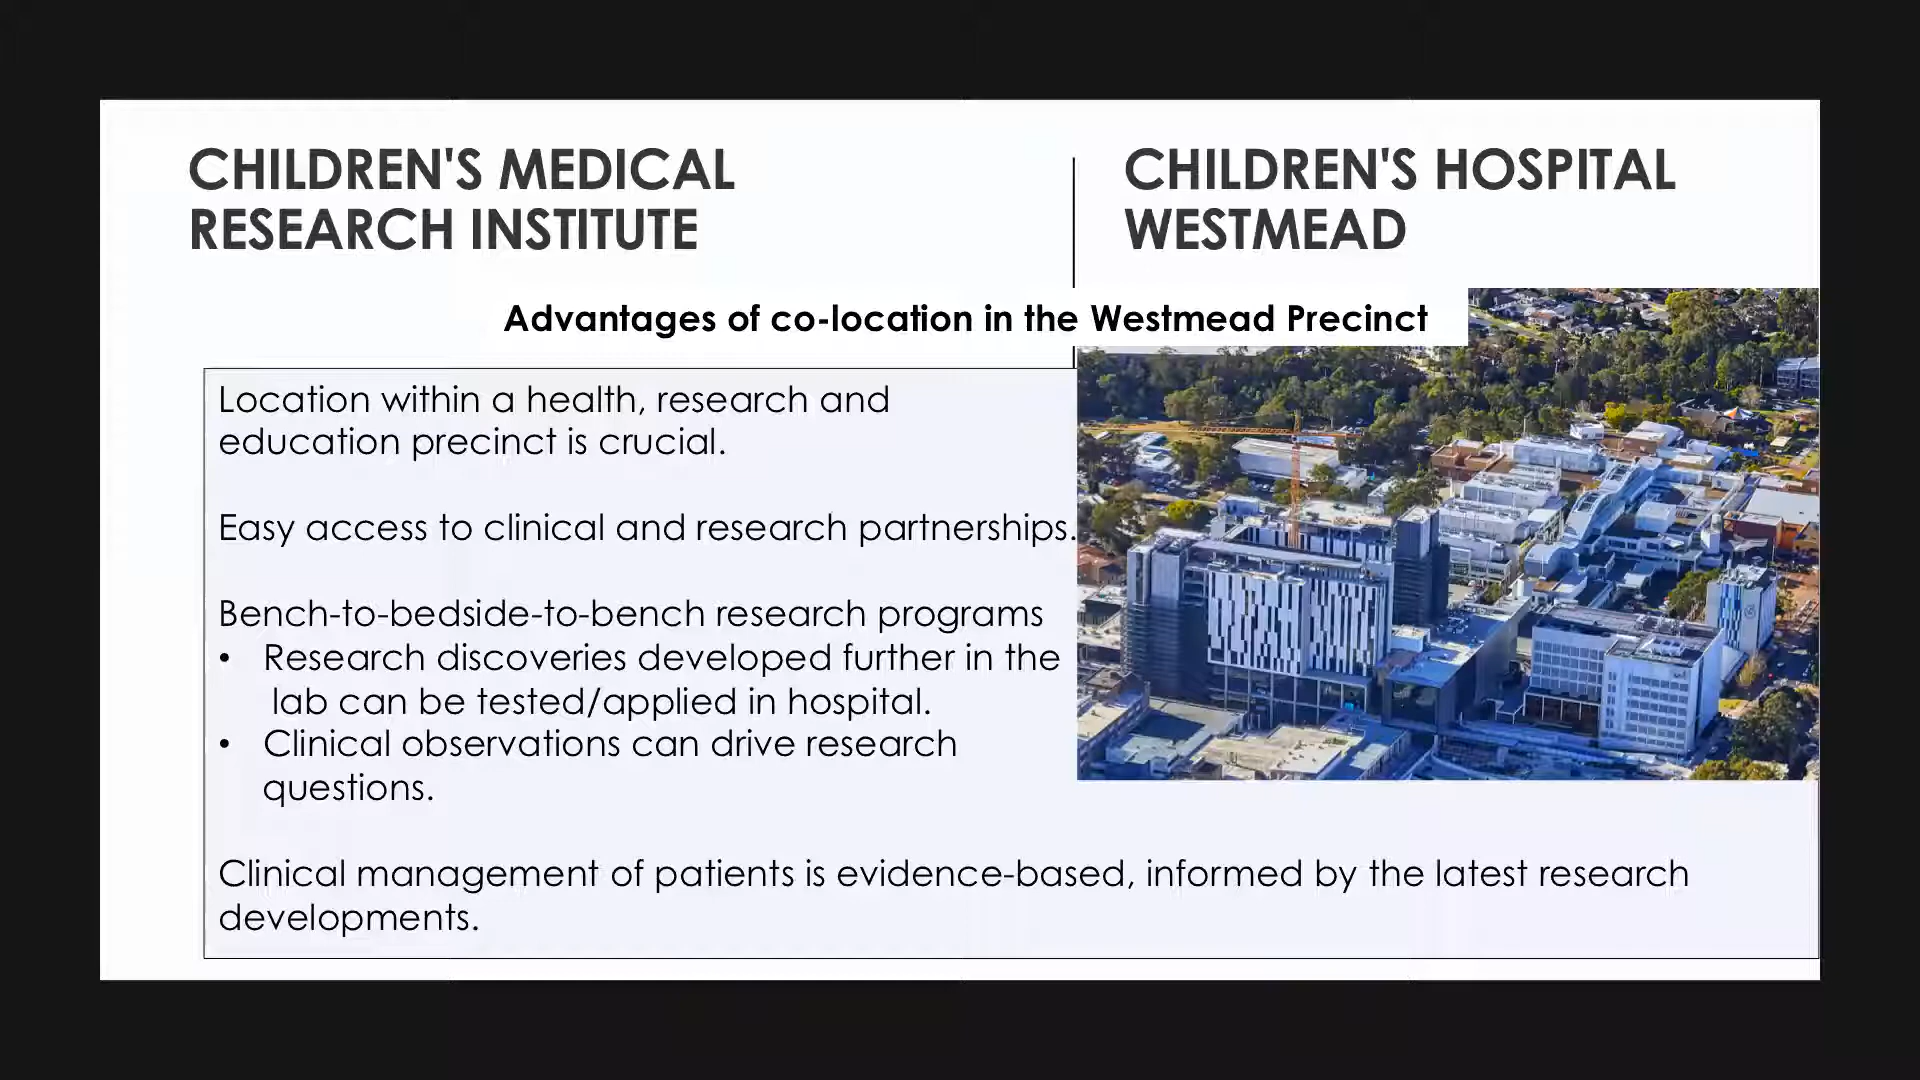 CHILDREN'S MEDICAL
RESEARCH INSTITUTE
CHILDREN'S HOSPITAL
WESTMEAD
Advantages of co-location in the Westmead Precinct
Location within a health, research and
education precinct is crucial.
Easy access to clinical and research partnerships.
Bench-to-bedside-to-bench research programs
• Research discoveries developed further in the
lab can be tested/applied in hospital.
• Clinical observations can drive research
questions.
Clinical management of patients is evidence-based, informed by the latest research
developments.